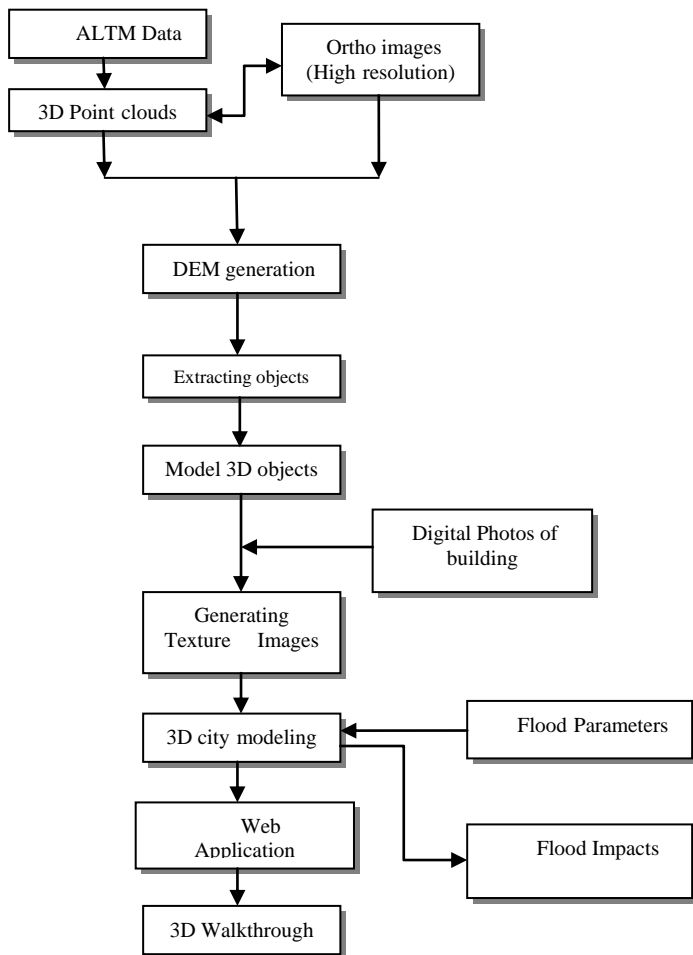 ALTM Data
Ortho images
(High resolution)
3D Point clouds
DEM generation
Extracting objects
Model 3D objects
Digital Photos of
building
Generating
Texture Images
3D city modeling
Flood Parameters
Web
Application
Flood Impacts
3D Walkthrough